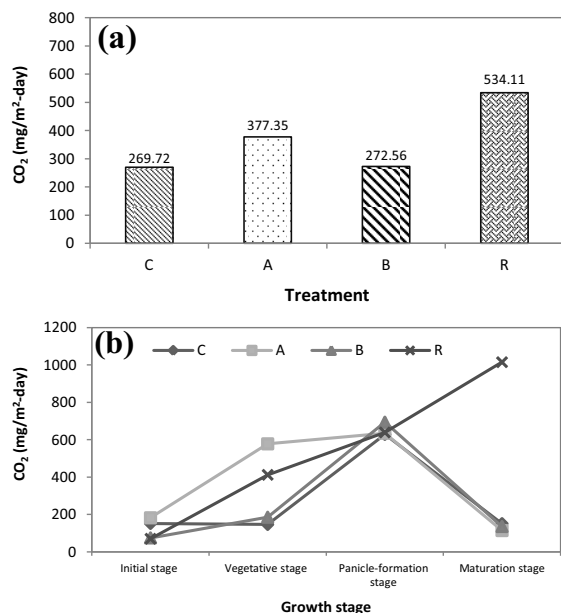 (a)
CO₂ (mg/m²-day)
800
700
600
500
400
300
200
100
0
269.72
377.35
272.56
534.11
C A B R
Treatment
(b)
C A B R
CO₂ (mg/m²-day)
1200
1000
800
600
400
200
0
Initial stage Vegetative stage Panicle-formation stage Maturation stage
Growth stage